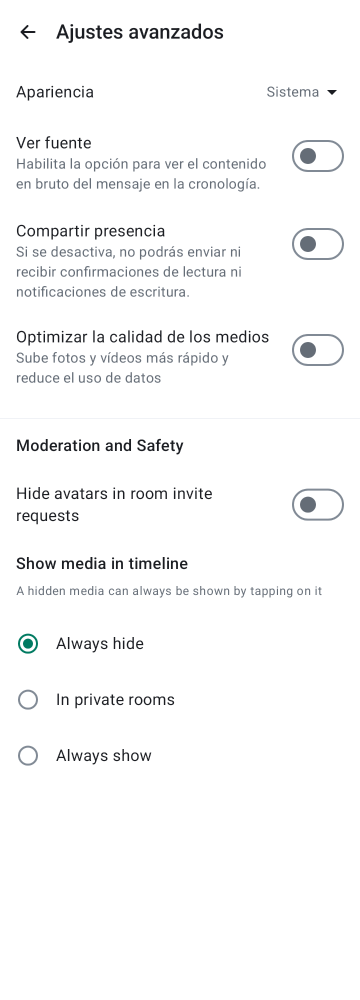 Ajustes avanzados
Apariencia
Sistema
Ver fuente
Habilita la opción para ver el contenido
en bruto del mensaje en la cronología.
Compartir presencia
Si se desactiva, no podrás enviar ni
recibir confirmaciones de lectura ni
notificaciones de escritura.
Optimizar la calidad de los medios
Sube fotos y vídeos más rápido y
reduce el uso de datos
Moderation and Safety
Hide avatars in room invite
requests
Show media in timeline
A hidden media can always be shown by tapping on it
Always hide
In private rooms
Always show